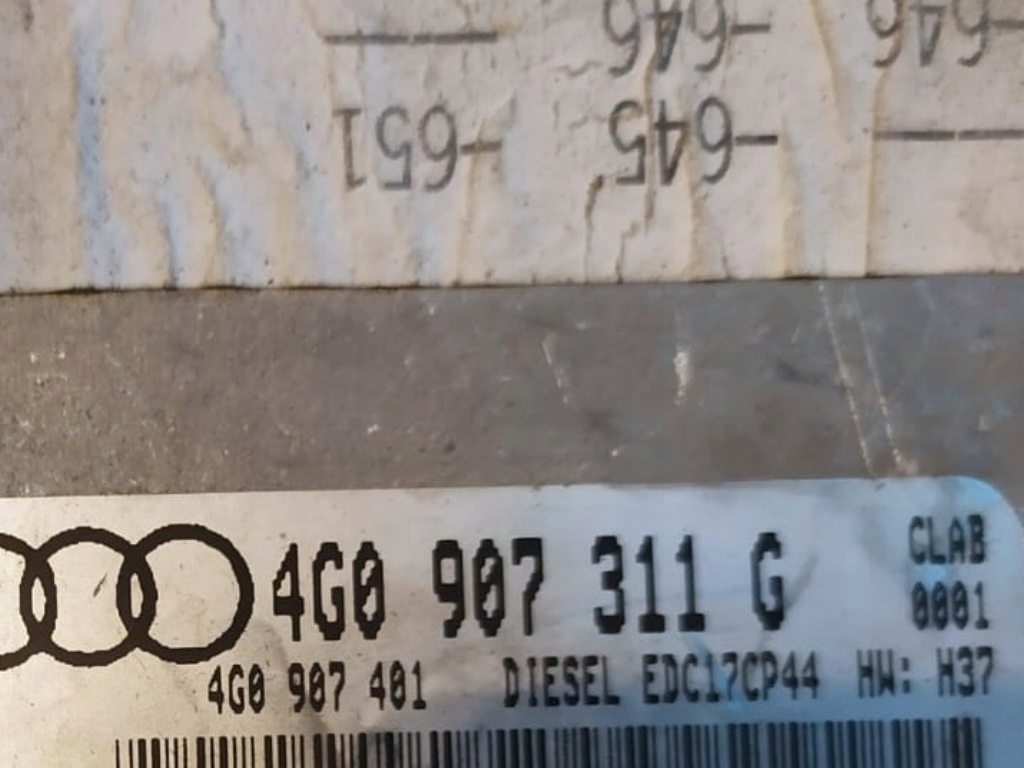 -646 -646
-651 -645
4G0 907 311 G CLAB
0001
4G0 907 401 DIESEL EDC17CP44 HW: H37